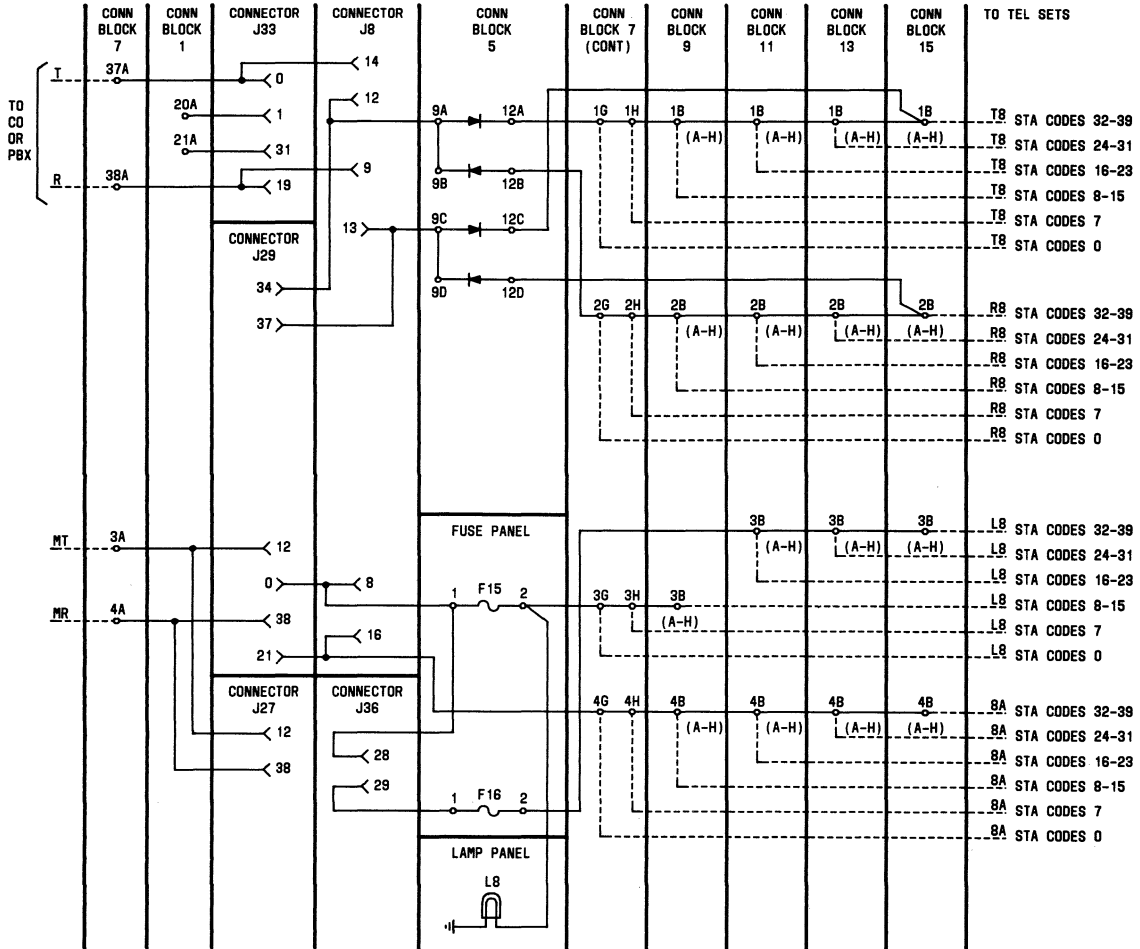 CONN BLOCK 7
CONN BLOCK 1
CONNECTOR J33
CONNECTOR J8
CONN BLOCK 5
CONN BLOCK 7 (CONT)
CONN BLOCK 9
CONN BLOCK 11
CONN BLOCK 13
CONN BLOCK 15
TO TEL SETS
TO CO OR PBX
T 37A 0 14
20A 1 12
21A 31
R 38A 19 9
9A 12A 1G 1H 1B 1B 1B 1B T8 STA CODES 32-39
(A-H) (A-H) (A-H) (A-H) T8 STA CODES 24-31
T8 STA CODES 16-23
9B 12B
T8 STA CODES 8-15
T8 STA CODES 7
T8 STA CODES 0
13 9C 12C
CONNECTOR J29
34
9D 12D
37
2G 2H 2B 2B 2B 2B R8 STA CODES 32-39
(A-H) (A-H) (A-H) (A-H) R8 STA CODES 24-31
R8 STA CODES 16-23
R8 STA CODES 8-15
R8 STA CODES 7
R8 STA CODES 0
FUSE PANEL
3B 3B 3B L8 STA CODES 32-39
(A-H) (A-H) (A-H) L8 STA CODES 24-31
L8 STA CODES 16-23
MT 3A 12
0 8
1 F15 2 3G 3H 3B L8 STA CODES 8-15
(A-H) L8 STA CODES 7
L8 STA CODES 0
MR 4A 38
16
21
CONNECTOR J27
CONNECTOR J36
4G 4H 4B 4B 4B 4B 8A STA CODES 32-39
(A-H) (A-H) (A-H) (A-H) 8A STA CODES 24-31
8A STA CODES 16-23
8A STA CODES 8-15
8A STA CODES 7
8A STA CODES 0
12
28
38
29
1 F16 2
LAMP PANEL
L8